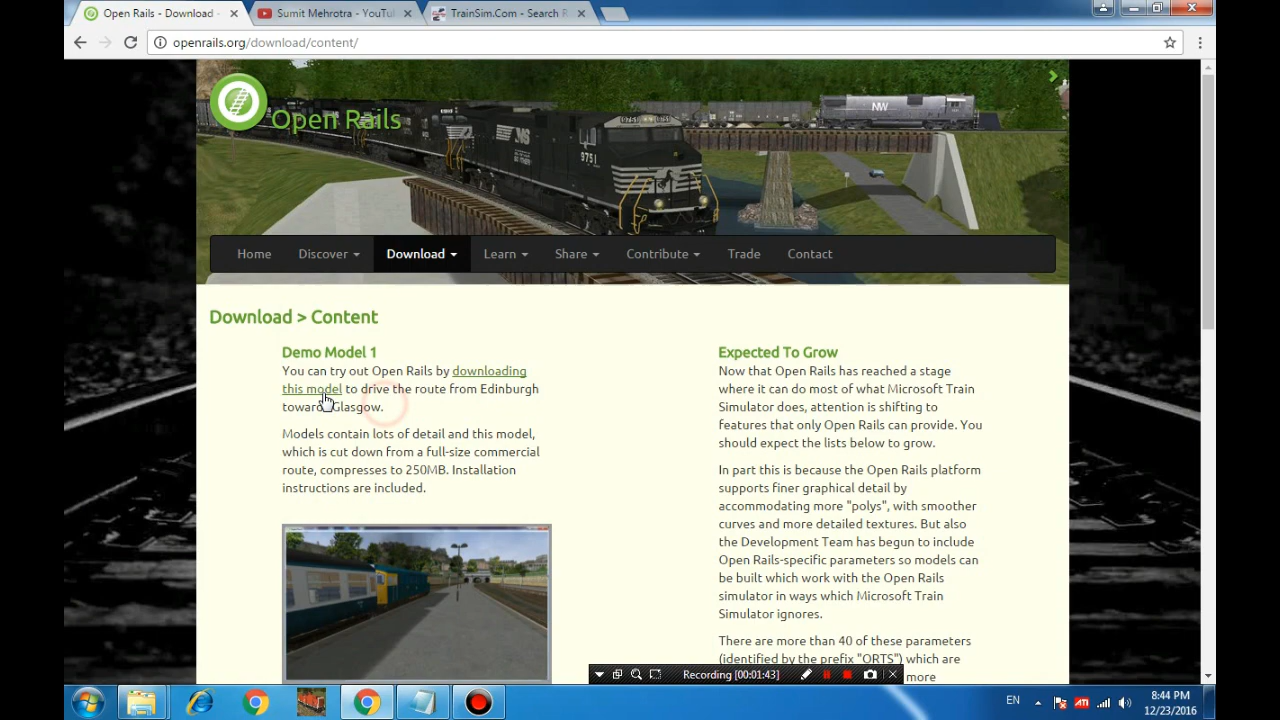 Open Rails - Download -
Sumit Mehrotra - YouTu
TrainSim.Com - Search R
openrails.org/download/content/
Open Rails
NW
NS
9751
Home
Discover
Download
Learn
Share
Contribute
Trade
Contact
Download > Content
Demo Model 1
You can try out Open Rails by downloading
this model to drive the route from Edinburgh
toward Glasgow.
Models contain lots of detail and this model,
which is cut down from a full-size commercial
route, compresses to 250MB. Installation
instructions are included.
Expected To Grow
Now that Open Rails has reached a stage
where it can do most of what Microsoft Train
Simulator does, attention is shifting to
features that only Open Rails can provide. You
should expect the lists below to grow.
In part this is because the Open Rails platform
supports finer graphical detail by
accommodating more "polys", with smoother
curves and more detailed textures. But also
the Development Team has begun to include
Open Rails-specific parameters so models can
be built which work with the Open Rails
simulator in ways which Microsoft Train
Simulator ignores.
There are more than 40 of these parameters
(identified by the prefix "ORTS") which are
more
Recording [00:01:43]
EN
ATI
8:44 PM
12/23/2016